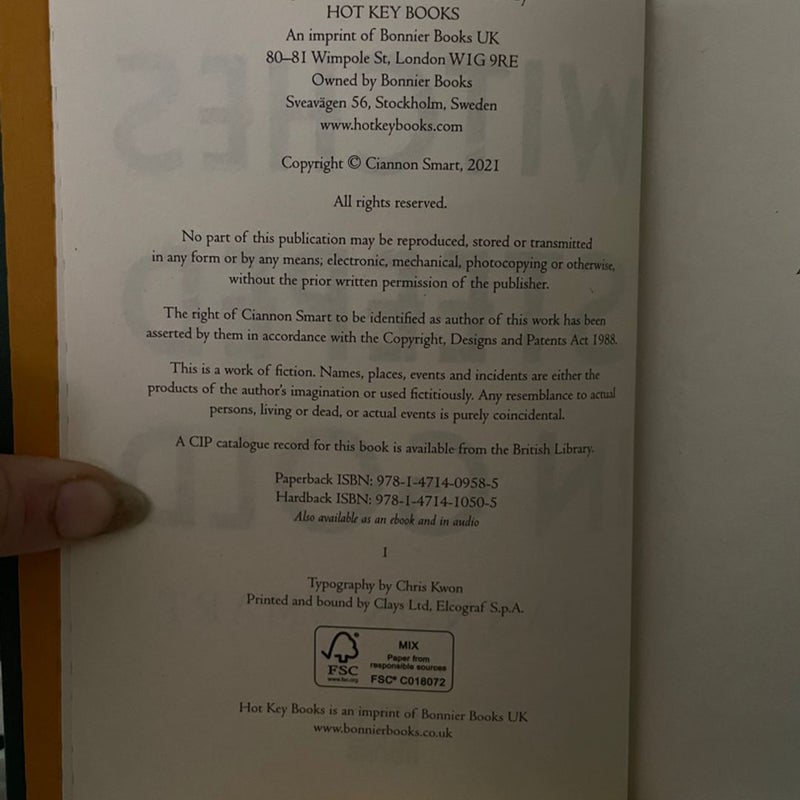 HOT KEY BOOKS
An imprint of Bonnier Books UK
80–81 Wimpole St, London W1G 9RE
Owned by Bonnier Books
Sveavägen 56, Stockholm, Sweden
www.hotkeybooks.com
Copyright © Ciannon Smart, 2021
All rights reserved.
No part of this publication may be reproduced, stored or transmitted
in any form or by any means; electronic, mechanical, photocopying or otherwise,
without the prior written permission of the publisher.
The right of Ciannon Smart to be identified as author of this work has been
asserted by them in accordance with the Copyright, Designs and Patents Act 1988.
This is a work of fiction. Names, places, events and incidents are either the
products of the author's imagination or used fictitiously. Any resemblance to actual
persons, living or dead, or actual events is purely coincidental.
A CIP catalogue record for this book is available from the British Library.
Paperback ISBN: 978-1-4714-0958-5
Hardback ISBN: 978-1-4714-1050-5
Also available as an ebook and in audio
1
Typography by Chris Kwon
Printed and bound by Clays Ltd, Elcograf S.p.A.
FSC
www.fsc.org
MIX
Paper from
responsible sources
FSC® C018072
Hot Key Books is an imprint of Bonnier Books UK
www.bonnierbooks.co.uk